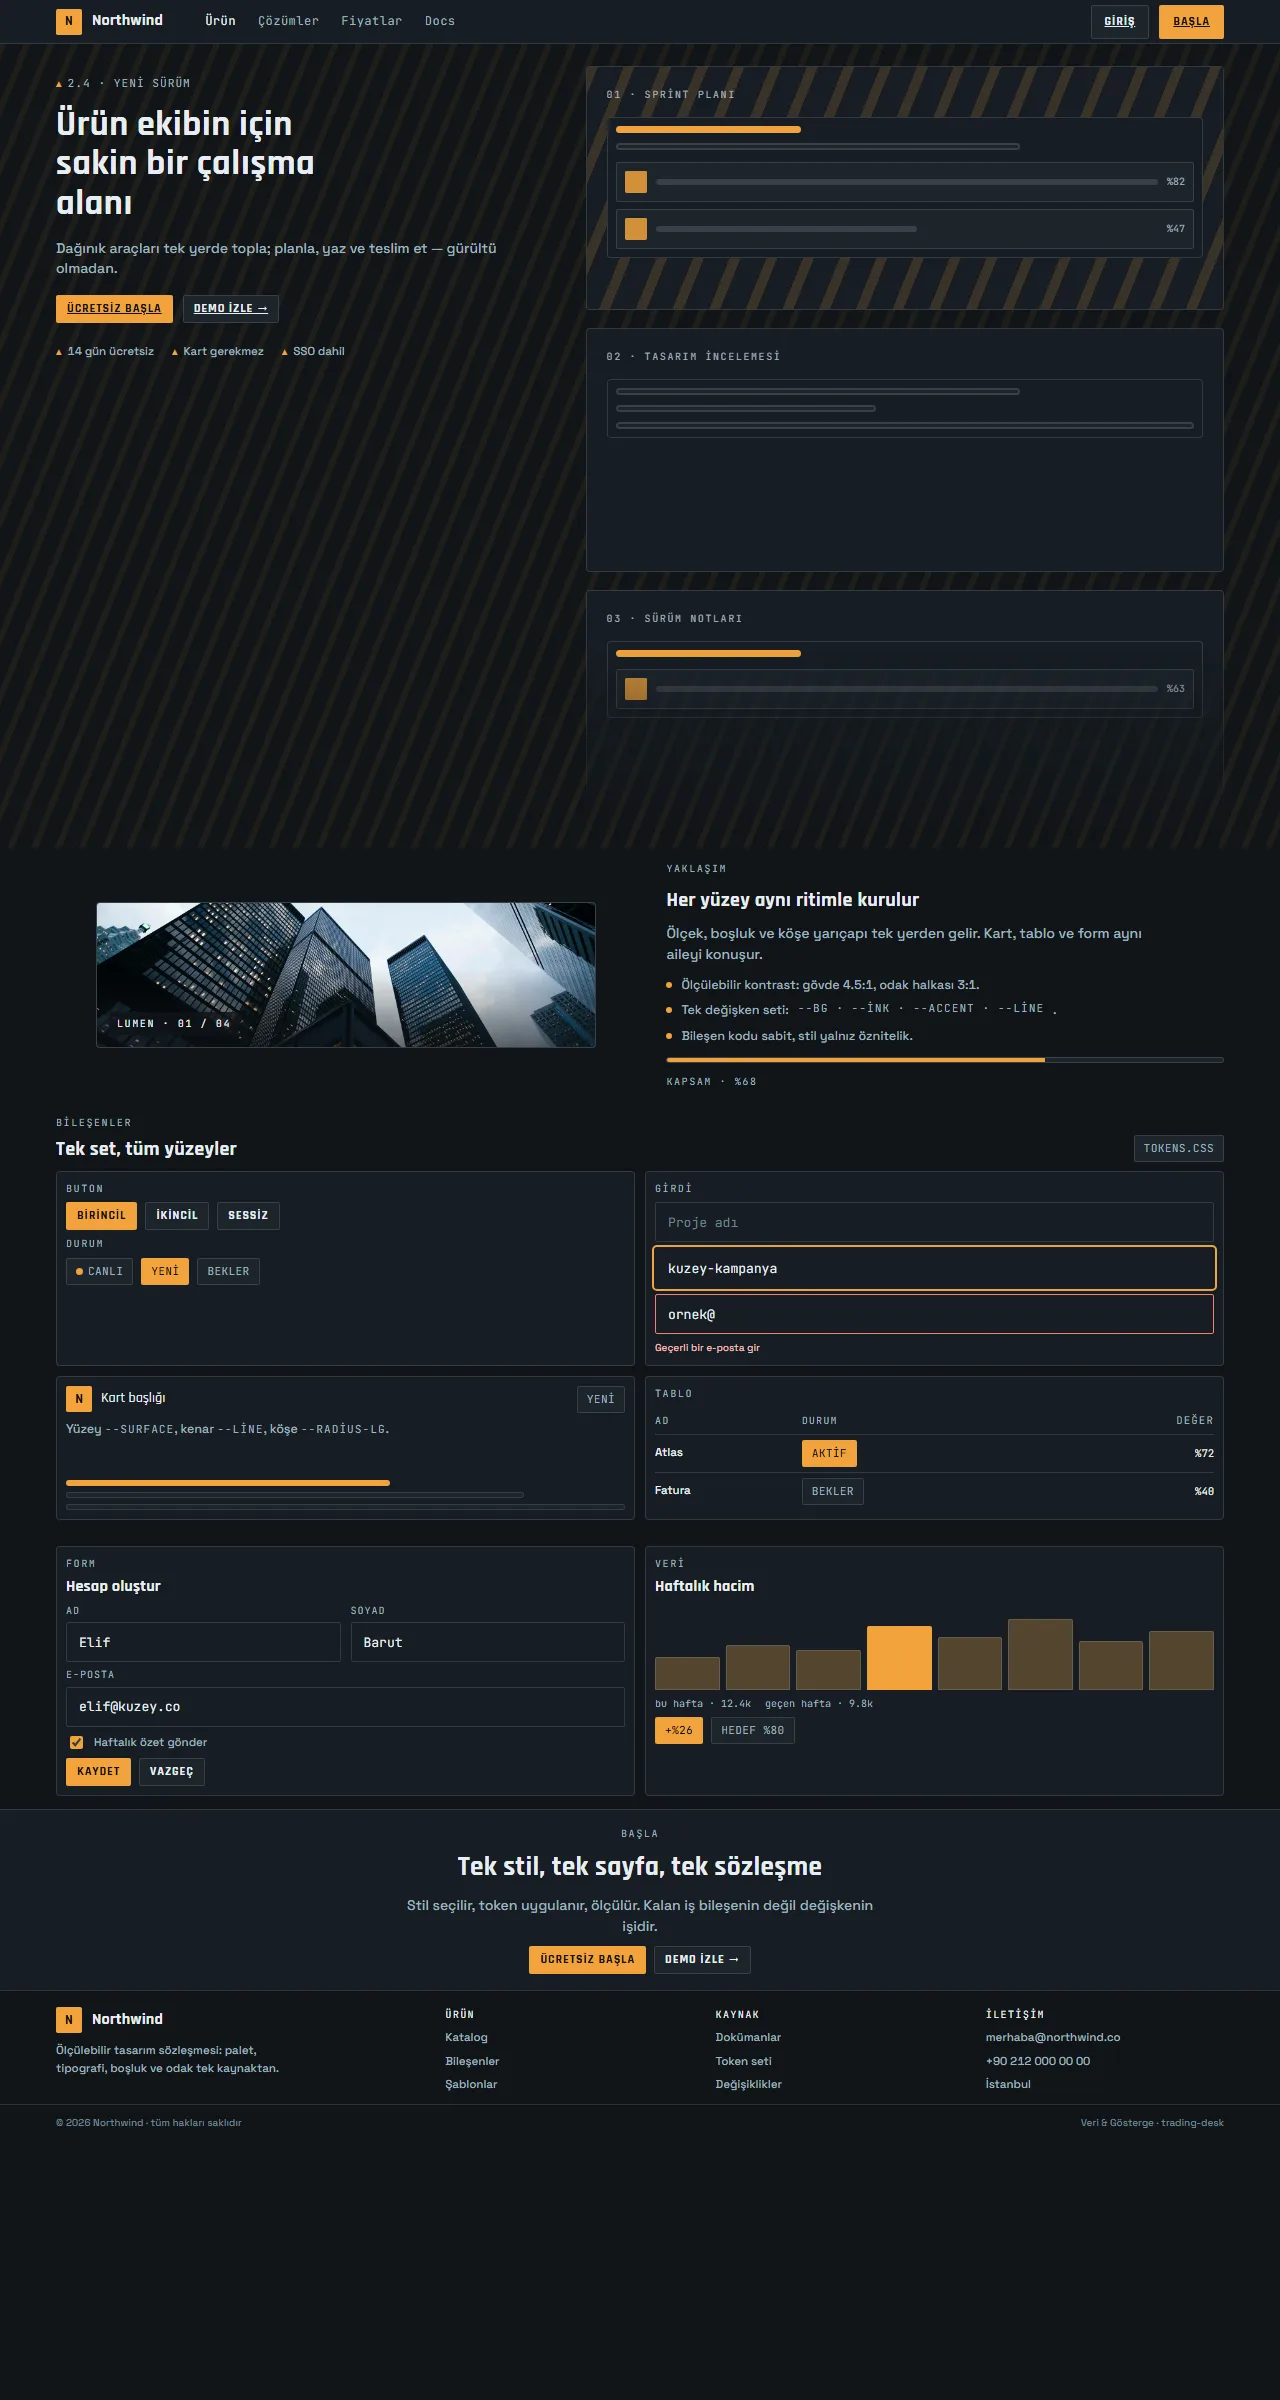 N Northwind Ürün Çözümler Fiyatlar Docs GİRİŞ BAŞLA
▲ 2.4 · YENİ SÜRÜM
Ürün ekibin için
sakin bir çalışma
alanı
Dağınık araçları tek yerde topla; planla, yaz ve teslim et — gürültü
olmadan.
ÜCRETSİZ BAŞLA DEMO İZLE →
▲ 14 gün ücretsiz ▲ Kart gerekmez ▲ SSO dahil
01 · SPRİNT PLANI
%82
%47
02 · TASARIM İNCELEMESİ
03 · SÜRÜM NOTLARI
%63
LUMEN · 01 / 04
YAKLAŞIM
Her yüzey aynı ritimle kurulur
Ölçek, boşluk ve köşe yarıçapı tek yerden gelir. Kart, tablo ve form aynı
aileyi konuşur.
Ölçülebilir kontrast: gövde 4.5:1, odak halkası 3:1.
Tek değişken seti: --BG · --İNK · --ACCENT · --LİNE .
Bileşen kodu sabit, stil yalnız öznitelik.
KAPSAM · %68
BİLEŞENLER
Tek set, tüm yüzeyler
TOKENS.CSS
BUTON
BİRİNCİL İKİNCİL SESSİZ
DURUM
CANLI YENİ BEKLER
GİRDİ
Proje adı
kuzey-kampanya
ornek@
Geçerli bir e-posta gir
N Kart başlığı YENİ
Yüzey --SURFACE, kenar --LİNE, köşe --RADİUS-LG.
TABLO
AD DURUM DEĞER
Atlas AKTİF %72
Fatura BEKLER %40
FORM
Hesap oluştur
AD SOYAD
Elif Barut
E-POSTA
elif@kuzey.co
Haftalık özet gönder
KAYDET VAZGEÇ
VERİ
Haftalık hacim
bu hafta · 12.4k geçen hafta · 9.8k
+%26 HEDEF %80
BAŞLA
Tek stil, tek sayfa, tek sözleşme
Stil seçilir, token uygulanır, ölçülür. Kalan iş bileşenin değil değişkenin
işidir.
ÜCRETSİZ BAŞLA DEMO İZLE →
N Northwind
Ölçülebilir tasarım sözleşmesi: palet,
tipografi, boşluk ve odak tek kaynaktan.
ÜRÜN
Katalog
Bileşenler
Şablonlar
KAYNAK
Dokümanlar
Token seti
Değişiklikler
İLETİŞİM
merhaba@northwind.co
+90 212 000 00 00
İstanbul
© 2026 Northwind · tüm hakları saklıdır
Veri & Gösterge · trading-desk